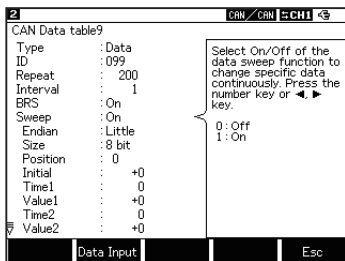 2 CAN/CAN CH1
CAN Data table9
Type : Data
ID : 099
Repeat : 200
Interval : 1
BRS : On
Sweep : On
Endian : Little
Size : 8 bit
Position : 0
Initial : +0
Time1 : 0
Value1 : +0
Time2 : 0
Value2 : +0
Select On/Off of the
data sweep function to
change specific data
continuously. Press the
number key or ◀, ▶
key.
0 : Off
1 : On
Data Input Esc